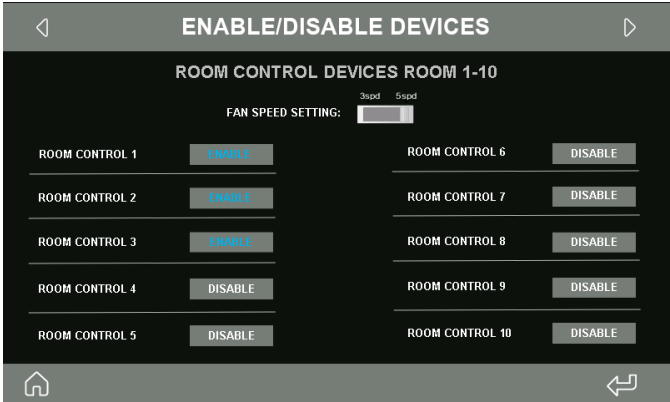 ENABLE/DISABLE DEVICES
ROOM CONTROL DEVICES ROOM 1-10
3spd 5spd
FAN SPEED SETTING:
ROOM CONTROL 1 ENABLE
ROOM CONTROL 2 ENABLE
ROOM CONTROL 3 ENABLE
ROOM CONTROL 4 DISABLE
ROOM CONTROL 5 DISABLE
ROOM CONTROL 6 DISABLE
ROOM CONTROL 7 DISABLE
ROOM CONTROL 8 DISABLE
ROOM CONTROL 9 DISABLE
ROOM CONTROL 10 DISABLE